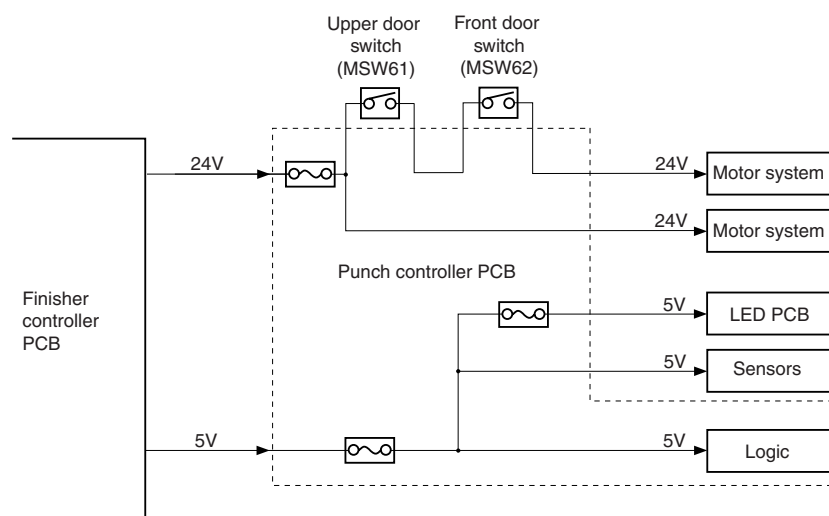 Upper door
switch
(MSW61)
Front door
switch
(MSW62)
24V
24V
Motor system
24V
Motor system
Punch controller PCB
Finisher
controller
PCB
5V
LED PCB
5V
Sensors
5V
5V
Logic